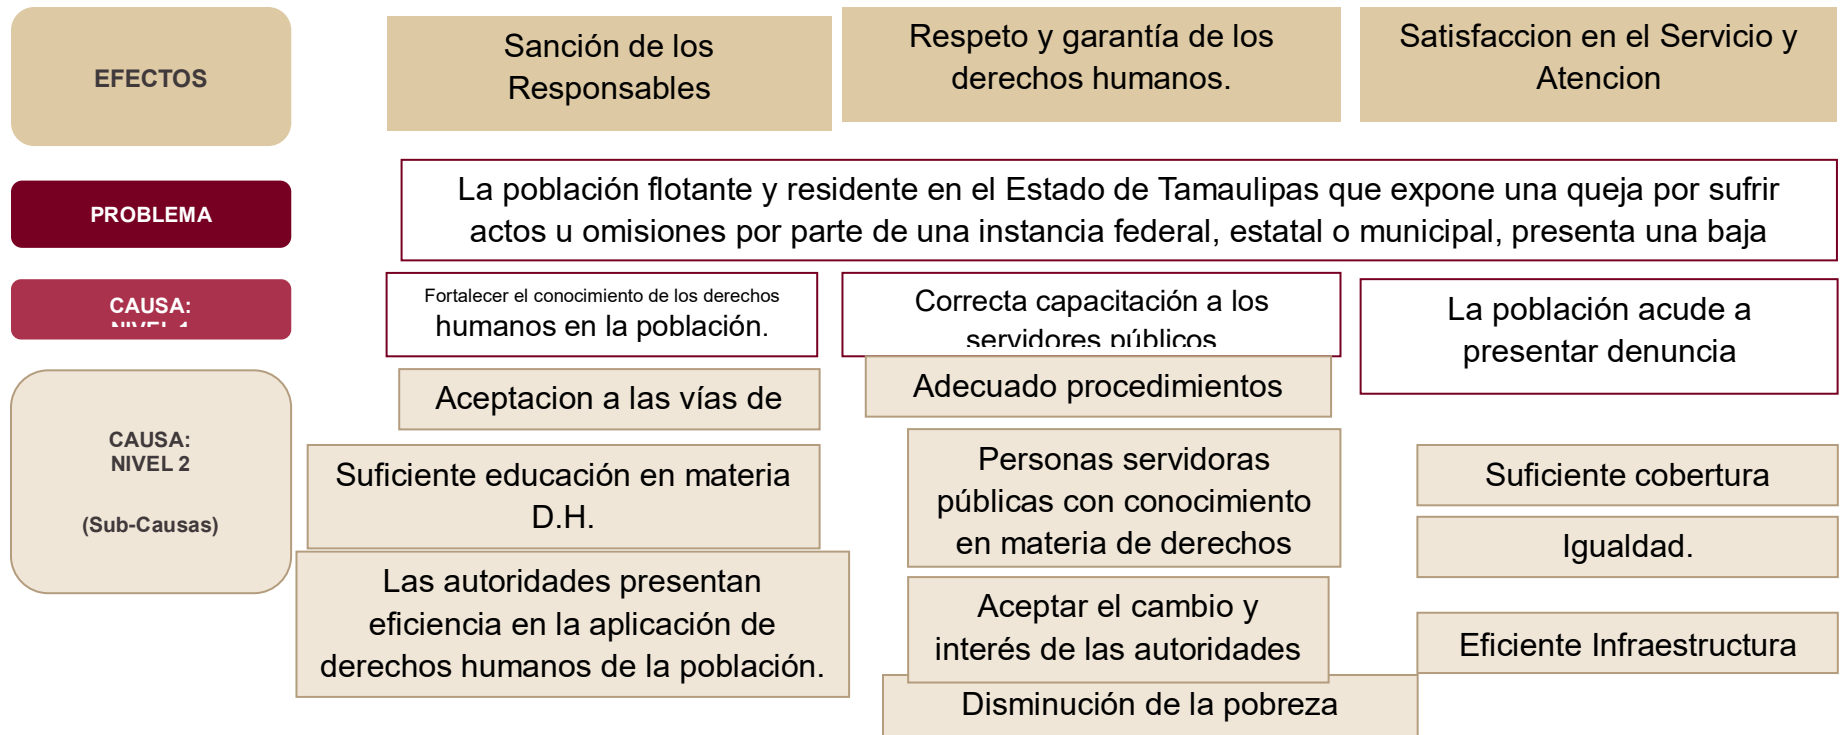 EFECTOS
Sanción de los
Responsables
Respeto y garantía de los
derechos humanos.
Satisfaccion en el Servicio y
Atencion
PROBLEMA
La población flotante y residente en el Estado de Tamaulipas que expone una queja por sufrir
actos u omisiones por parte de una instancia federal, estatal o municipal, presenta una baja
CAUSA:
NIVEL 1
Fortalecer el conocimiento de los derechos
humanos en la población.
Correcta capacitación a los
servidores públicos
La población acude a
presentar denuncia
CAUSA:
NIVEL 2
(Sub-Causas)
Aceptacion a las vías de
Suficiente educación en materia
D.H.
Las autoridades presentan
eficiencia en la aplicación de
derechos humanos de la población.
Adecuado procedimientos
Personas servidoras
públicas con conocimiento
en materia de derechos
Aceptar el cambio y
interés de las autoridades
Disminución de la pobreza
Suficiente cobertura
Igualdad.
Eficiente Infraestructura